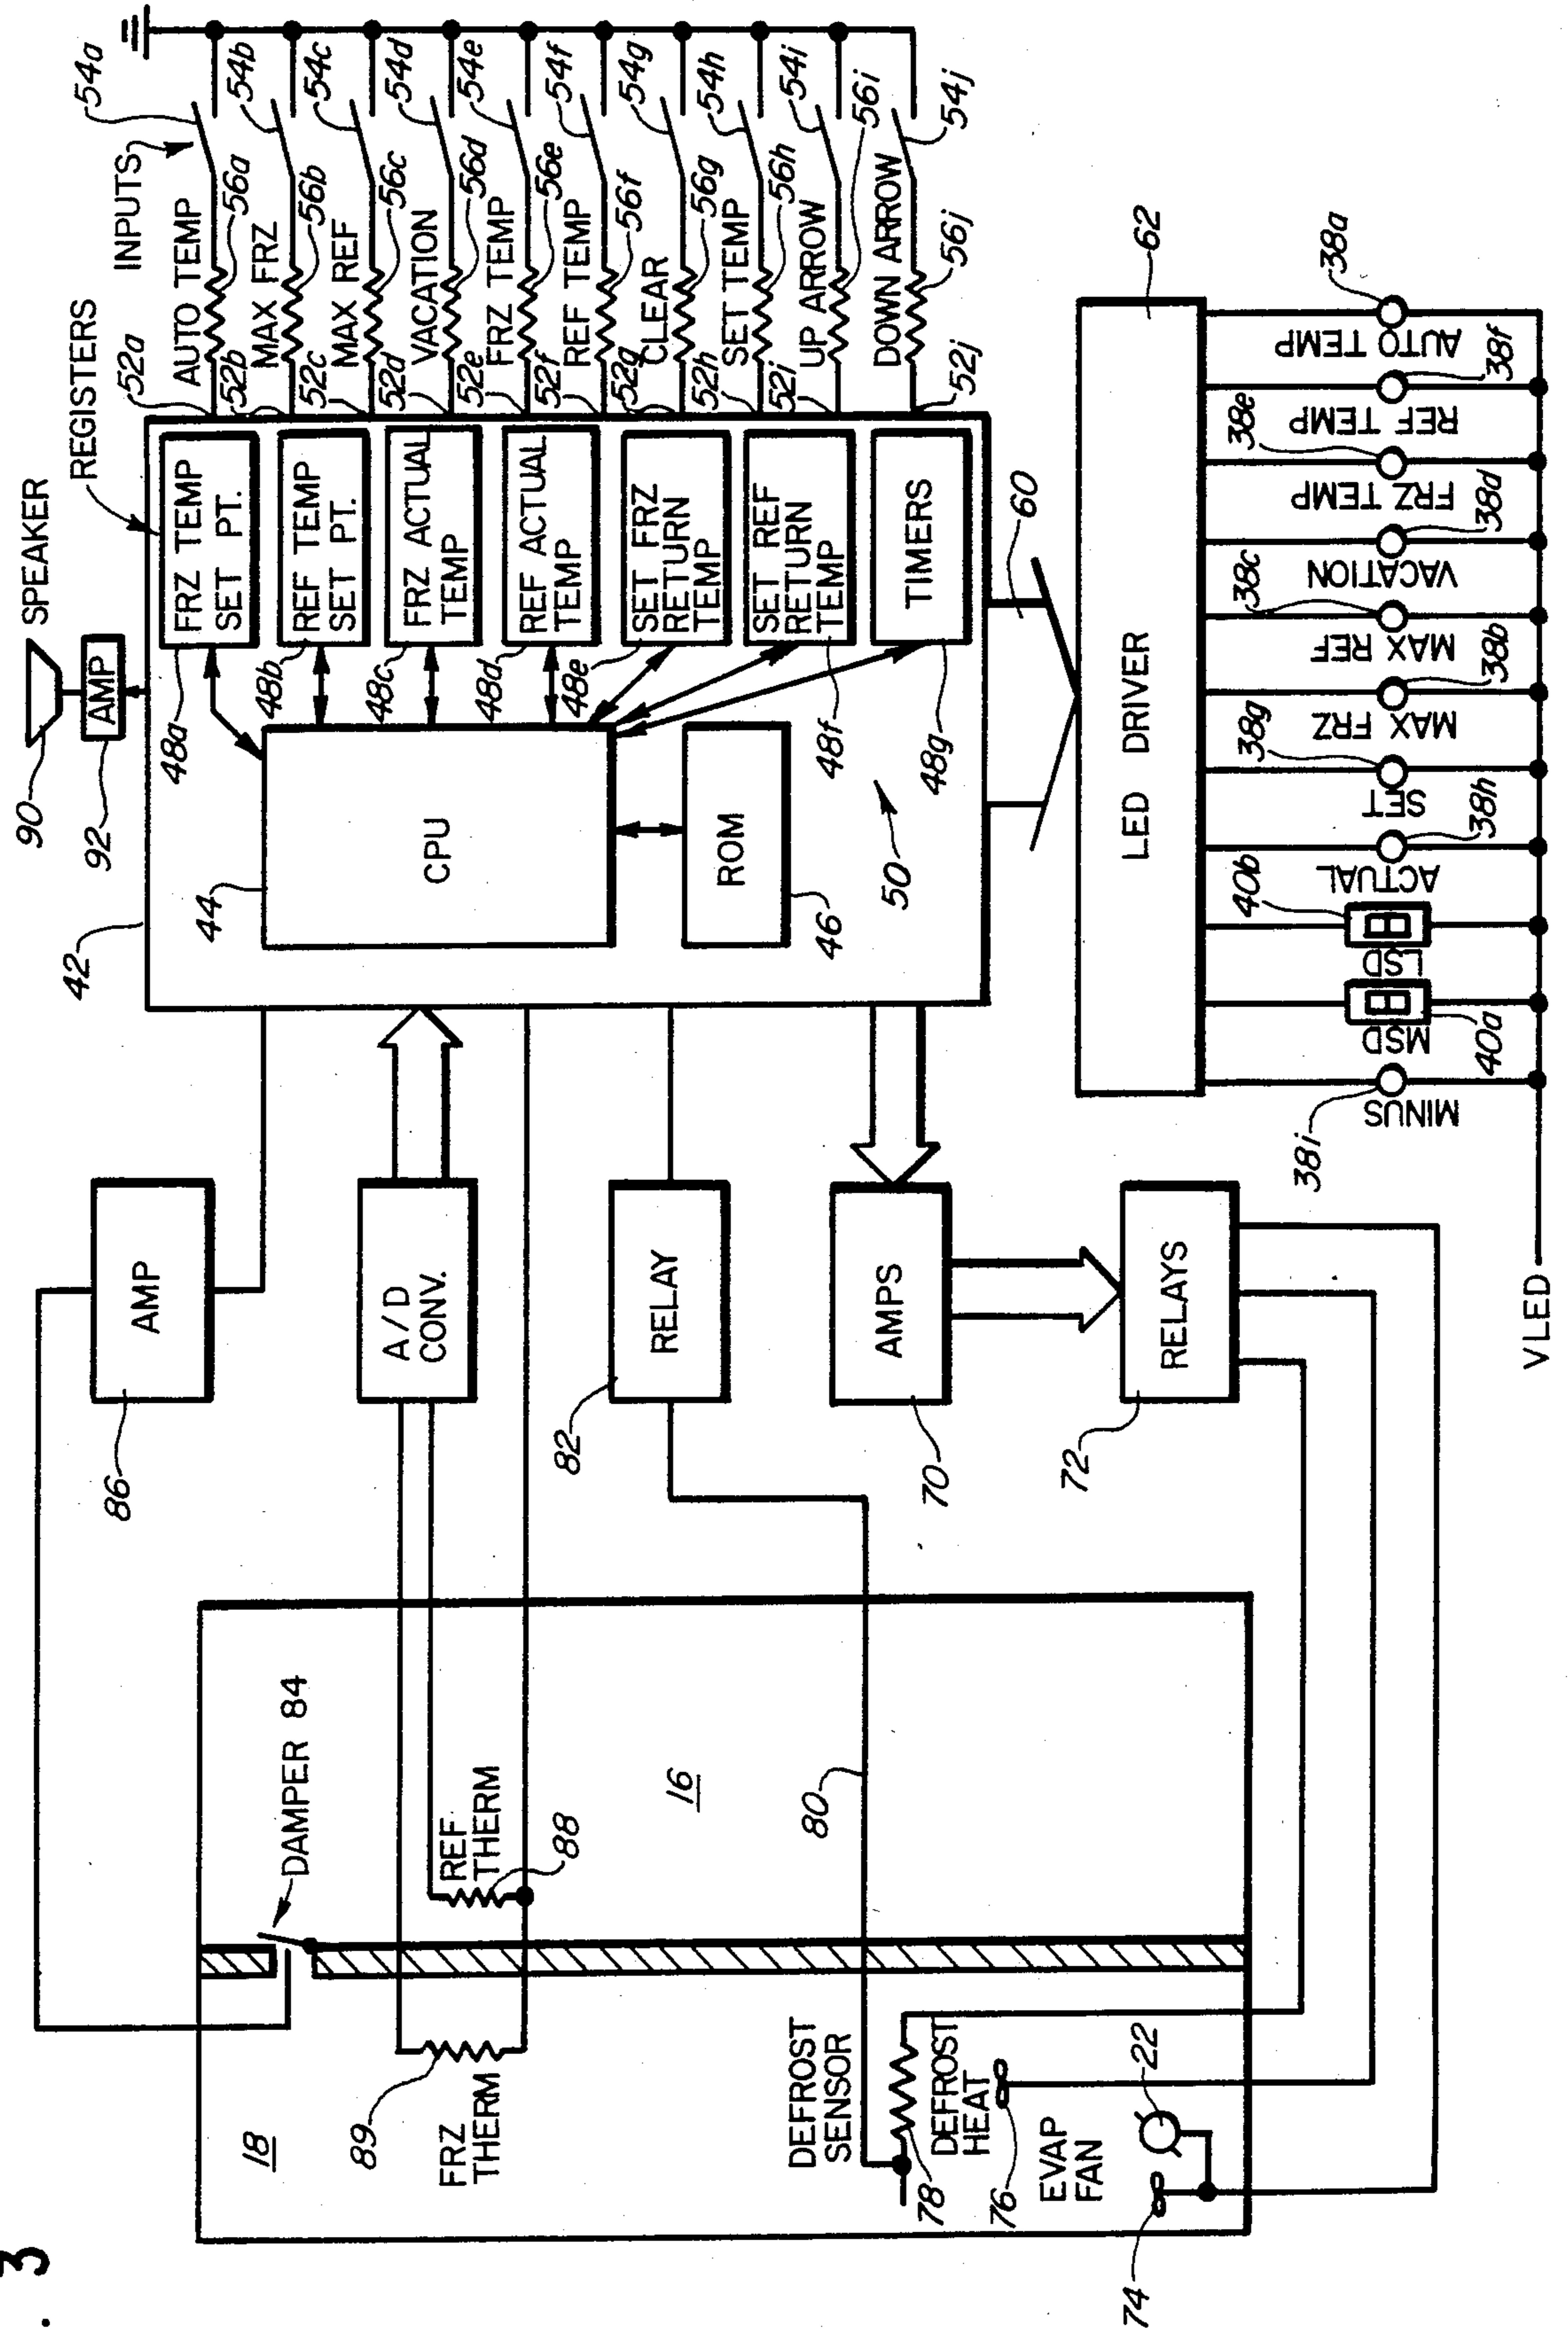 . 3
90
SPEAKER
92
AMP
42
REGISTERS
INPUTS
44
CPU
ROM
46
50
48a
FRZ TEMP
SET PT.
48b
REF TEMP
SET PT.
48c
FRZ ACTUAL
TEMP
48d
REF ACTUAL
TEMP
48e
SET FRZ
RETURN
TEMP
48f
SET REF
RETURN
TEMP
48g
TIMERS
52a
AUTO TEMP
56a
54a
52b
MAX FRZ
56b
54b
52c
MAX REF
56c
54c
52d
VACATION
56d
54d
52e
FRZ TEMP
56e
54e
52f
REF TEMP
56f
54f
52g
CLEAR
56g
54g
52h
SET TEMP
56h
54h
52i
UP ARROW
56i
54i
52j
DOWN ARROW
56j
54j
60
62
LED DRIVER
38a
AUTO TEMP
38f
REF TEMP
38e
FRZ TEMP
38d
VACATION
38c
MAX REF
38b
MAX FRZ
38g
SET
38h
ACTUAL
40b
LSD
40a
MSD
38i
MINUS
V LED
86
AMP
A/D
CONV.
82
RELAY
70
AMPS
72
RELAYS
DAMPER 84
REF
THERM
88
16
80
18
89
FRZ
THERM
DEFROST
SENSOR
78
DEFROST
HEAT
76
EVAP
FAN
22
74